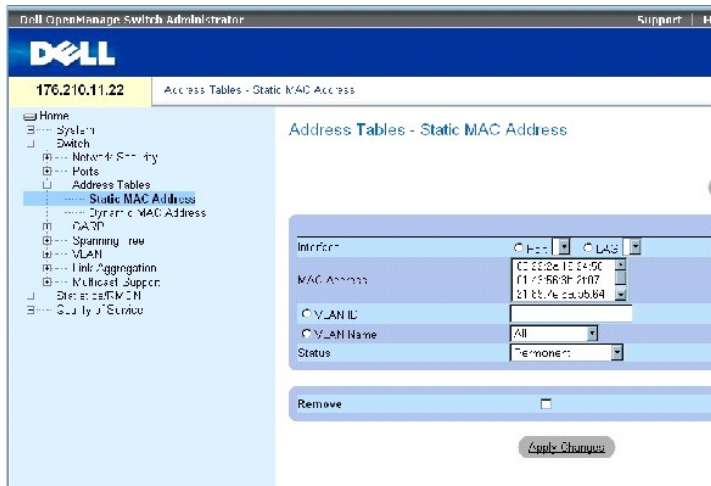 Dell OpenManage Switch Administrator
Support | H
DELL
176.210.11.22
Address Tables - Static MAC Address
Home
System
Switch
Network Security
Ports
Address Tables
Static MAC Address
Dynamic MAC Address
GARP
Spanning Tree
VLAN
Link Aggregation
Multicast Support
Statistics/RMON
Quality of Service
Address Tables - Static MAC Address
Interface
Port
LAG
MAC Address
VLAN ID
VLAN Name
All
Status
Permanent
Remove
Apply Changes